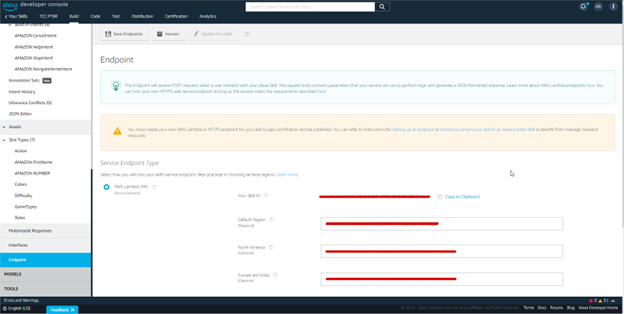 alexa developer console
Search Alexa Developer Docs
Your Skills
TCC PTBR
Build
Code
Test
Distribution
Certification
Analytics
Save Endpoints
Version
Update live skill
AMAZON.CancelIntent
AMAZON.HelpIntent
AMAZON.StopIntent
AMAZON.NavigateHomeIntent
Annotation Sets New
Intent History
Utterance Conflicts (0)
JSON Editor
Assets
Slot Types (7)
Action
AMAZON.FirstName
AMAZON.NUMBER
Colors
Difficulty
GameTypes
Rules
Multimodal Responses
Interfaces
Endpoint
MODELS
TOOLS
Endpoint
The Endpoint will receive POST requests when a user interacts with your Alexa Skill. The request body contains parameters that your service can use to perform logic and generate a JSON-formatted response. Learn more about AWS Lambda endpoints here. You
can host your own HTTPS web service endpoint as long as the service meets the requirements described here.
You must create your own AWS Lambda or HTTPS endpoint for your skill to pass certification and be published. You can refer to instructions for setting up an endpoint or choose to convert your skill to an Alexa-hosted skill to benefit from manager backend
resources.
Service Endpoint Type
Select how you will host your skill's service endpoint. Best practices in choosing lambda regions. Learn more.
AWS Lambda ARN
(Recommended)
Your Skill ID
Copy to Clipboard
Default Region
(Required)
North America
(Optional)
Europe and India
(Optional)
Errors and Warnings
English (US)
Feedback
Terms
Docs
Forums
Blog
Alexa Developer Home